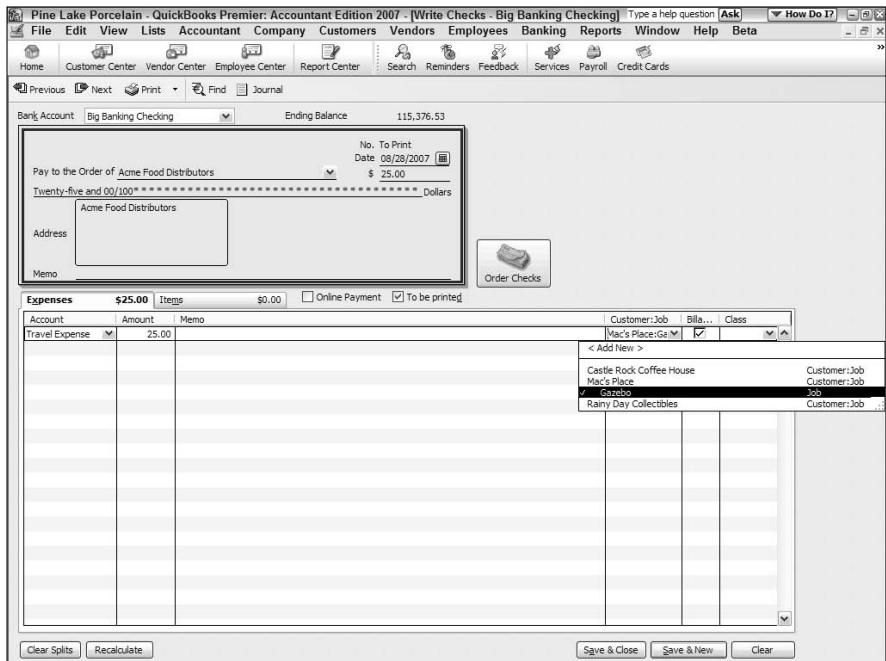 Pine Lake Porcelain - QuickBooks Premier: Accountant Edition 2007 - [Write Checks - Big Banking Checking] Type a help question Ask How Do I?
File Edit View Lists Accountant Company Customers Vendors Employees Banking Reports Window Help Beta
Home Customer Center Vendor Center Employee Center Report Center Search Reminders Feedback Services Payroll Credit Cards »
Previous Next Print Find Journal
Bank Account Big Banking Checking Ending Balance 115,376.53
No. To Print
Date 08/28/2007
Pay to the Order of Acme Food Distributors $ 25.00
Twenty-five and 00/100* * * * * * * * * * * * * * * * * * * * * * * * * * * * * * * * * * * * * * * * Dollars
Acme Food Distributors
Address
Memo
Order Checks
Expenses $25.00 Items $0.00 Online Payment To be printed
Account Amount Memo Customer:Job Billa... Class
Travel Expense 25.00 Mac's Place:Ga
< Add New >
Castle Rock Coffee House Customer:Job
Mac's Place Customer:Job
✓ Gazebo Job
Rainy Day Collectibles Customer:Job
Clear Splits Recalculate Save & Close Save & New Clear